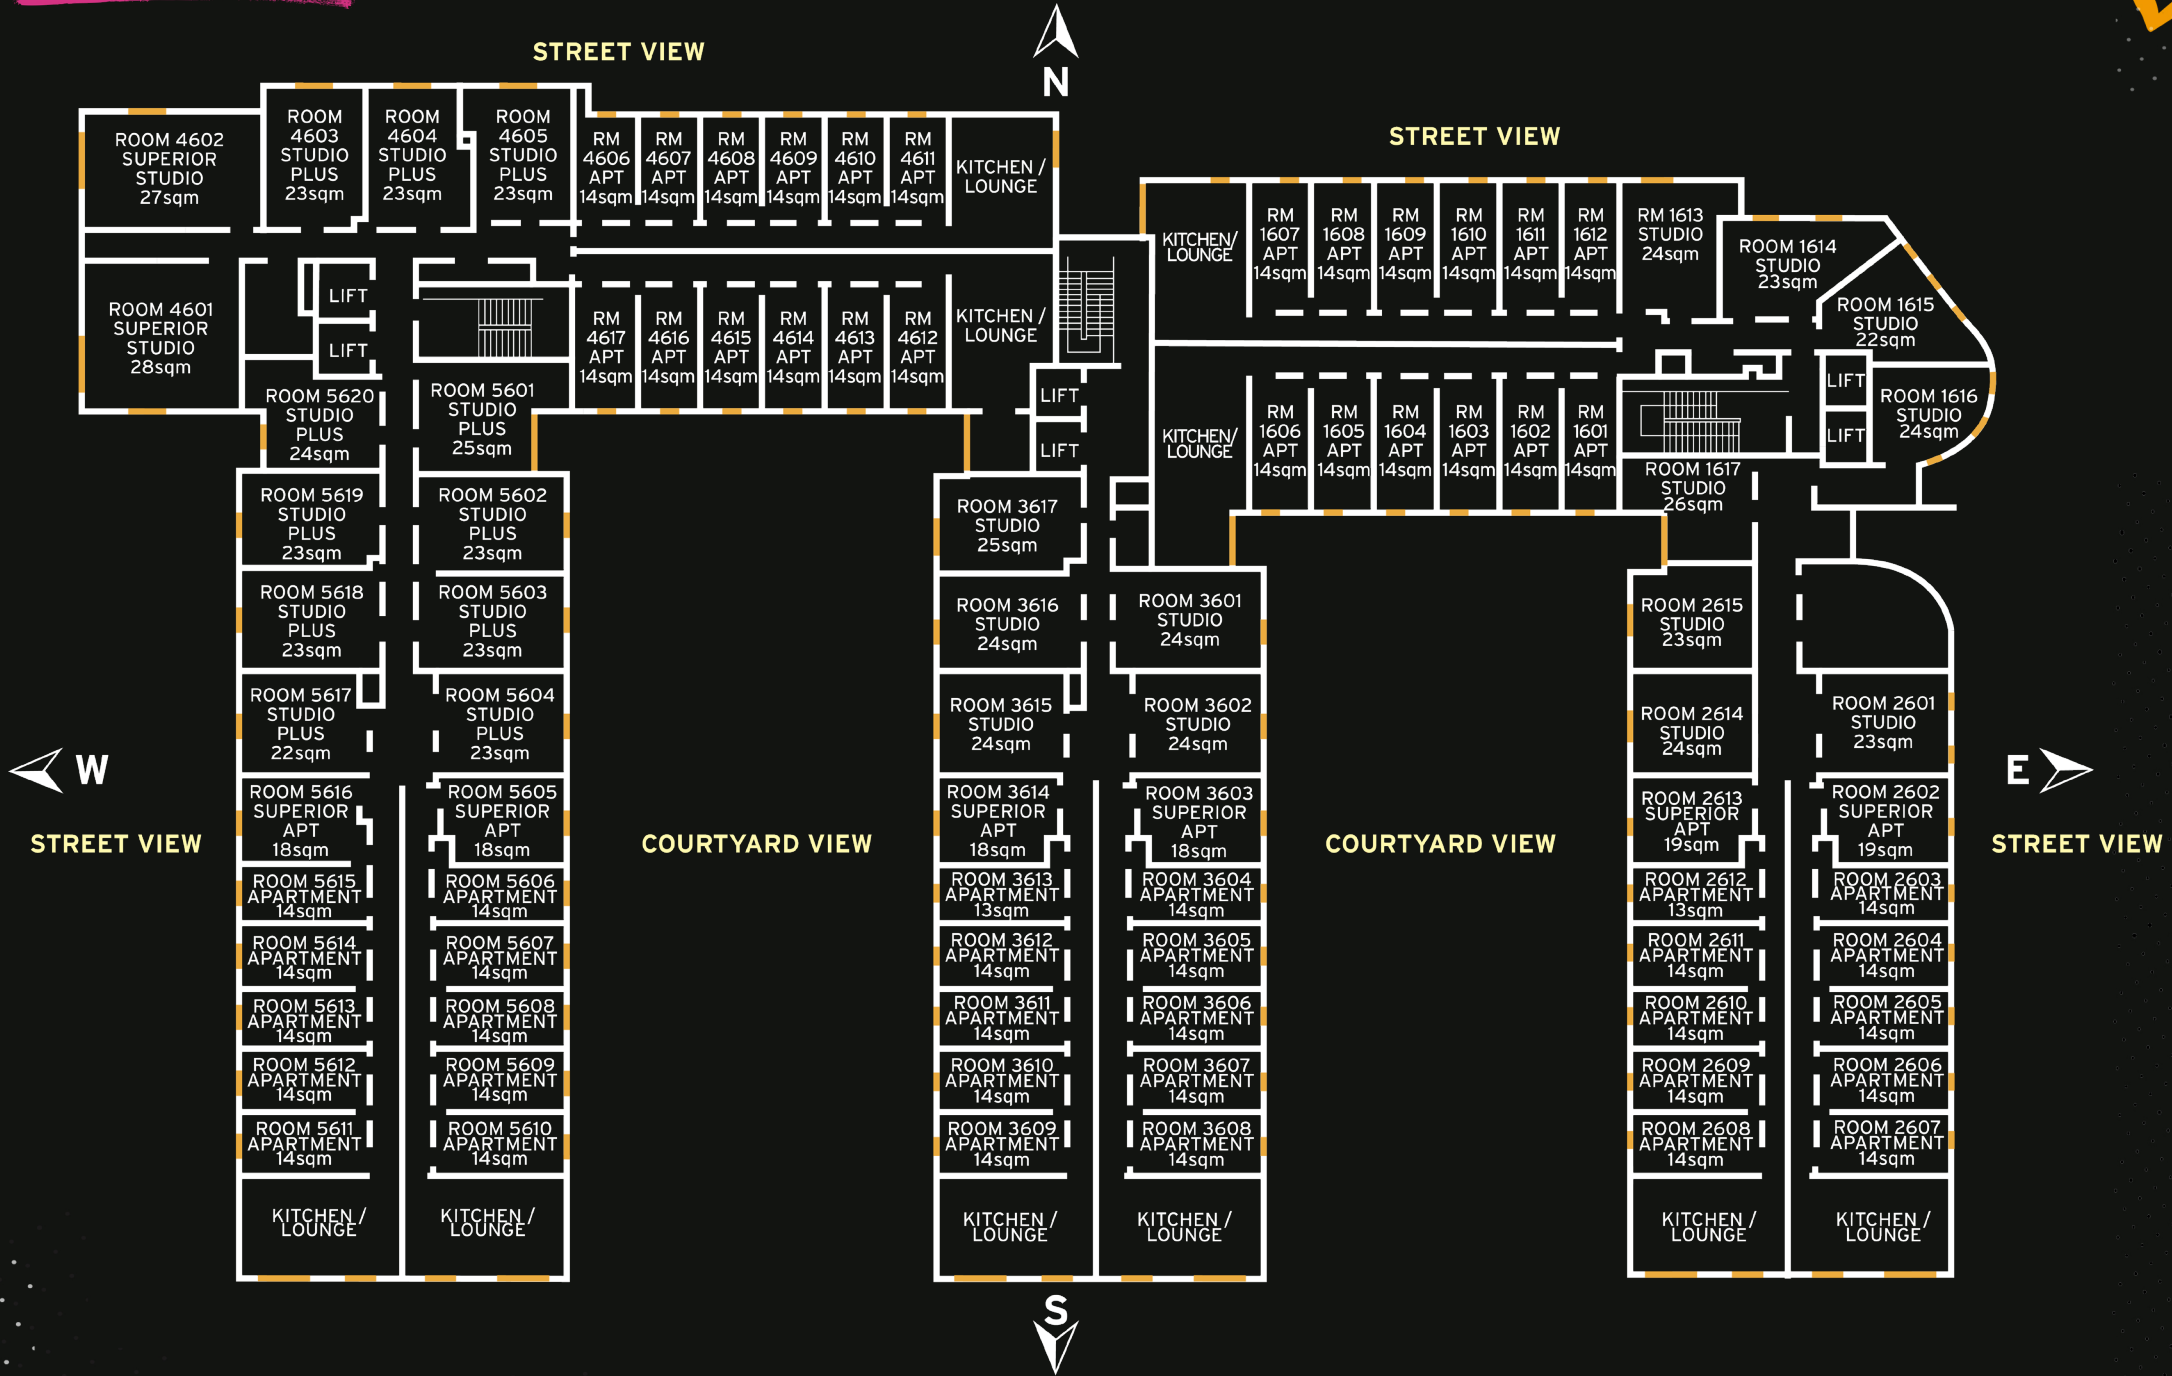 STREET VIEW
N
STREET VIEW
ROOM 4602
SUPERIOR
STUDIO
27sqm
ROOM
4603
STUDIO
PLUS
23sqm
ROOM
4604
STUDIO
PLUS
23sqm
ROOM
4605
STUDIO
PLUS
23sqm
RM
4606
APT
14sqm
RM
4607
APT
14sqm
RM
4608
APT
14sqm
RM
4609
APT
14sqm
RM
4610
APT
14sqm
RM
4611
APT
14sqm
KITCHEN /
LOUNGE
ROOM 4601
SUPERIOR
STUDIO
28sqm
LIFT
LIFT
RM
4617
APT
14sqm
RM
4616
APT
14sqm
RM
4615
APT
14sqm
RM
4614
APT
14sqm
RM
4613
APT
14sqm
RM
4612
APT
14sqm
KITCHEN /
LOUNGE
LIFT
LIFT
KITCHEN/
LOUNGE
RM
1607
APT
14sqm
RM
1608
APT
14sqm
RM
1609
APT
14sqm
RM
1610
APT
14sqm
RM
1611
APT
14sqm
RM
1612
APT
14sqm
RM 1613
STUDIO
24sqm
ROOM 1614
STUDIO
23sqm
ROOM 1615
STUDIO
22sqm
ROOM 1616
STUDIO
24sqm
LIFT
LIFT
KITCHEN/
LOUNGE
RM
1606
APT
14sqm
RM
1605
APT
14sqm
RM
1604
APT
14sqm
RM
1603
APT
14sqm
RM
1602
APT
14sqm
RM
1601
APT
14sqm
ROOM 1617
STUDIO
26sqm
ROOM 5620
STUDIO
PLUS
24sqm
ROOM 5601
STUDIO
PLUS
25sqm
ROOM 5619
STUDIO
PLUS
23sqm
ROOM 5602
STUDIO
PLUS
23sqm
ROOM 5618
STUDIO
PLUS
23sqm
ROOM 5603
STUDIO
PLUS
23sqm
ROOM 5617
STUDIO
PLUS
22sqm
ROOM 5604
STUDIO
PLUS
23sqm
ROOM 5616
SUPERIOR
APT
18sqm
ROOM 5605
SUPERIOR
APT
18sqm
ROOM 5615
APARTMENT
14sqm
ROOM 5606
APARTMENT
14sqm
ROOM 5614
APARTMENT
14sqm
ROOM 5607
APARTMENT
14sqm
ROOM 5613
APARTMENT
14sqm
ROOM 5608
APARTMENT
14sqm
ROOM 5612
APARTMENT
14sqm
ROOM 5609
APARTMENT
14sqm
ROOM 5611
APARTMENT
14sqm
ROOM 5610
APARTMENT
14sqm
KITCHEN /
LOUNGE
KITCHEN /
LOUNGE
W
STREET VIEW
COURTYARD VIEW
ROOM 3617
STUDIO
25sqm
ROOM 3616
STUDIO
24sqm
ROOM 3601
STUDIO
24sqm
ROOM 3615
STUDIO
24sqm
ROOM 3602
STUDIO
24sqm
ROOM 3614
SUPERIOR
APT
18sqm
ROOM 3603
SUPERIOR
APT
18sqm
ROOM 3613
APARTMENT
13sqm
ROOM 3604
APARTMENT
14sqm
ROOM 3612
APARTMENT
14sqm
ROOM 3605
APARTMENT
14sqm
ROOM 3611
APARTMENT
14sqm
ROOM 3606
APARTMENT
14sqm
ROOM 3610
APARTMENT
14sqm
ROOM 3607
APARTMENT
14sqm
ROOM 3609
APARTMENT
14sqm
ROOM 3608
APARTMENT
14sqm
KITCHEN /
LOUNGE
KITCHEN /
LOUNGE
COURTYARD VIEW
ROOM 2615
STUDIO
23sqm
ROOM 2614
STUDIO
24sqm
ROOM 2601
STUDIO
23sqm
ROOM 2613
SUPERIOR
APT
19sqm
ROOM 2602
SUPERIOR
APT
19sqm
ROOM 2612
APARTMENT
13sqm
ROOM 2603
APARTMENT
14sqm
ROOM 2611
APARTMENT
14sqm
ROOM 2604
APARTMENT
14sqm
ROOM 2610
APARTMENT
14sqm
ROOM 2605
APARTMENT
14sqm
ROOM 2609
APARTMENT
14sqm
ROOM 2606
APARTMENT
14sqm
ROOM 2608
APARTMENT
14sqm
ROOM 2607
APARTMENT
14sqm
KITCHEN /
LOUNGE
KITCHEN /
LOUNGE
E
STREET VIEW
S